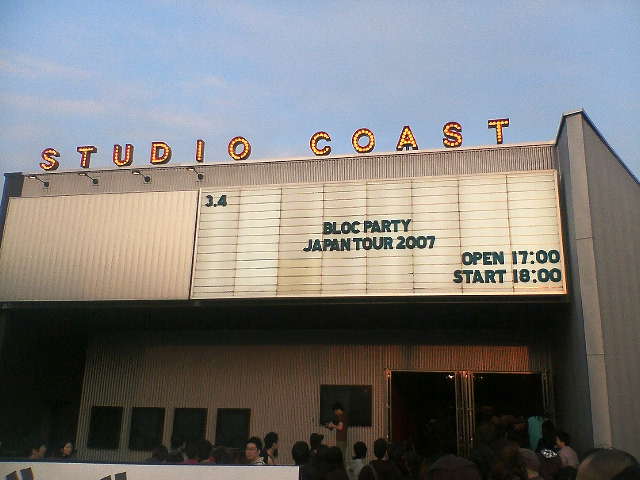 STUDIO COAST
3.4
BLOC PARTY
JAPAN TOUR 2007
OPEN 17:00
START 18:00